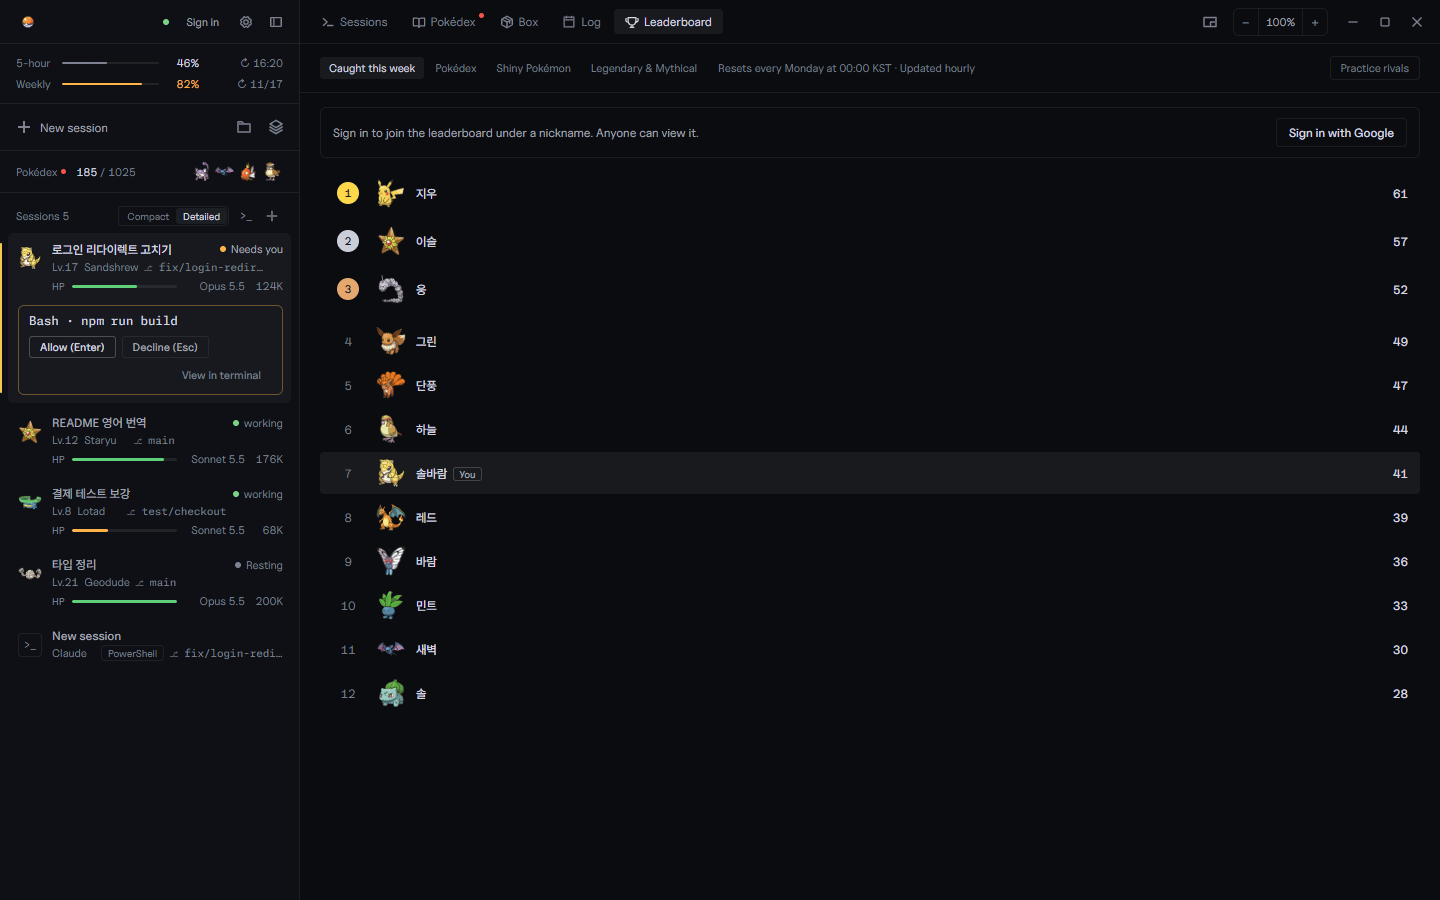 Sign in
5-hour 46% 16:20
Weekly 82% 11/17
New session
Pokédex 185 / 1025
Sessions 5 Compact Detailed >_ +
로그인 리다이렉트 고치기 Needs you
Lv.17 Sandshrew fix/login-redir…
HP Opus 5.5 124K
Bash · npm run build
Allow (Enter) Decline (Esc)
View in terminal
README 영어 번역 working
Lv.12 Staryu main
HP Sonnet 5.5 176K
결제 테스트 보강 working
Lv.8 Lotad test/checkout
HP Sonnet 5.5 68K
타입 정리 Resting
Lv.21 Geodude main
HP Opus 5.5 200K
New session
Claude PowerShell fix/login-redi…
Sessions Pokédex Box Log Leaderboard
− 100% +
Caught this week Pokédex Shiny Pokémon Legendary & Mythical Resets every Monday at 00:00 KST · Updated hourly Practice rivals
Sign in to join the leaderboard under a nickname. Anyone can view it. Sign in with Google
1 지우 61
2 이슬 57
3 웅 52
4 그린 49
5 단풍 47
6 하늘 44
7 솔바람 You 41
8 레드 39
9 바람 36
10 민트 33
11 새벽 30
12 솔 28